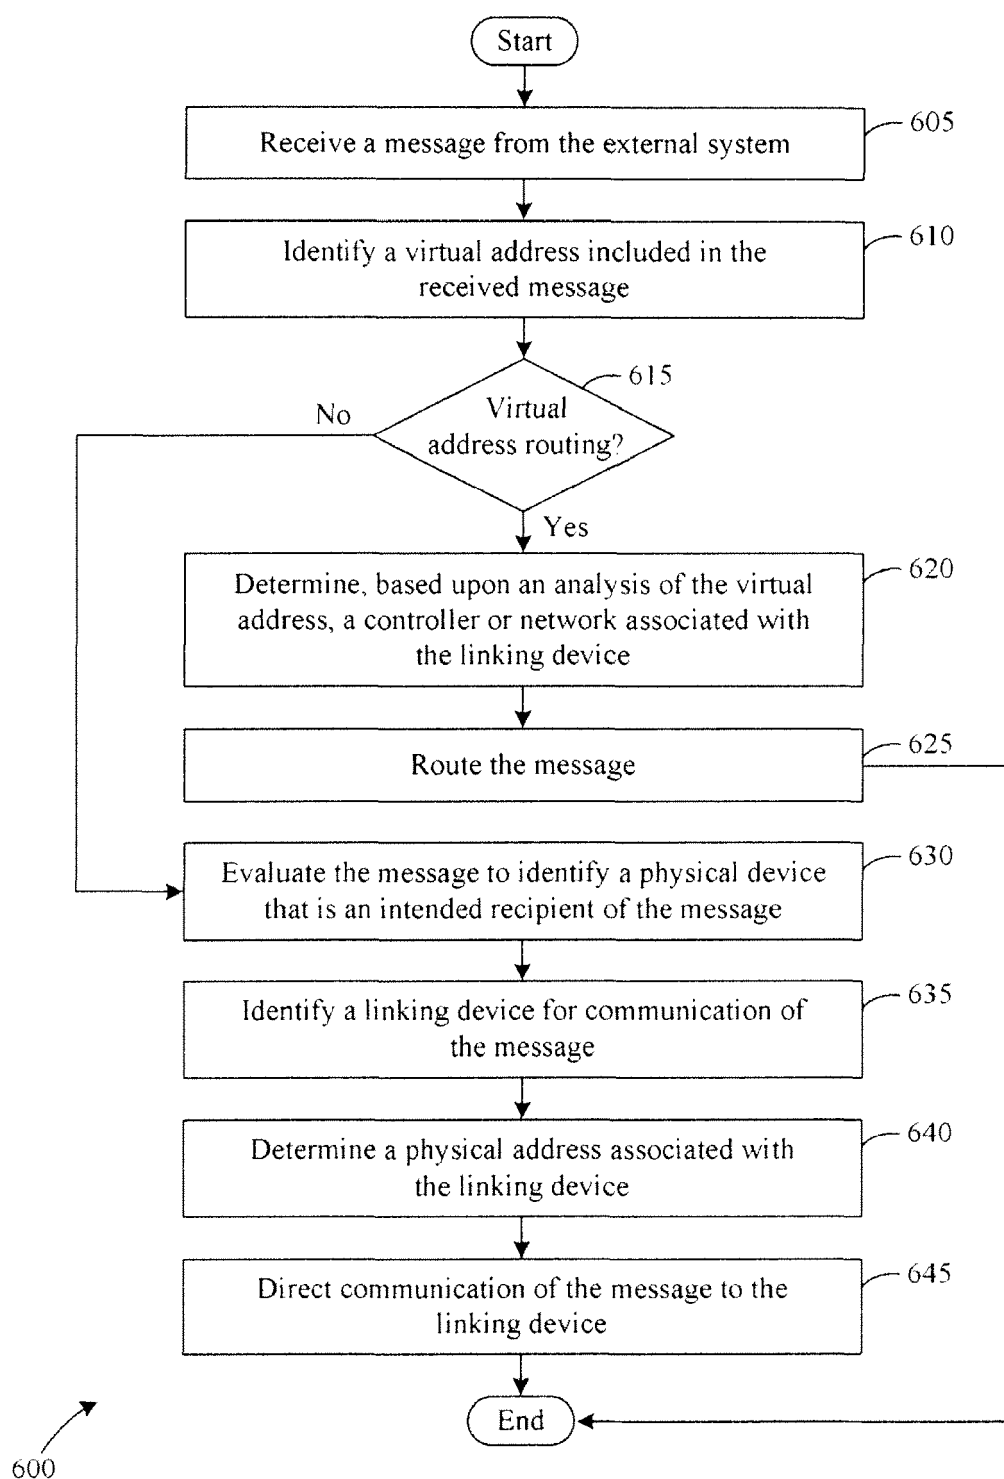 Start
Receive a message from the external system
605
Identify a virtual address included in the
received message
610
615
Virtual
address routing?
No
Yes
Determine, based upon an analysis of the virtual
address, a controller or network associated with
the linking device
620
Route the message
625
Evaluate the message to identify a physical device
that is an intended recipient of the message
630
Identify a linking device for communication of
the message
635
Determine a physical address associated with
the linking device
640
Direct communication of the message to the
linking device
645
End
600